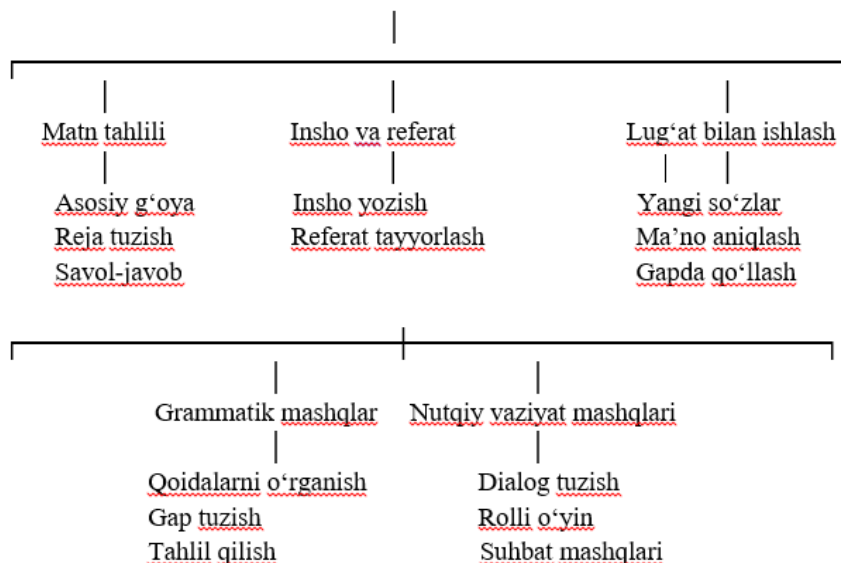 Matn tahlili Insho va referat Lug‘at bilan ishlash
Asosiy g‘oya Insho yozish Yangi so‘zlar
Reja tuzish Referat tayyorlash Ma’no aniqlash
Savol-javob Gapda qo‘llash
Grammatik mashqlar Nutqiy vaziyat mashqlari
Qoidalarni o‘rganish Dialog tuzish
Gap tuzish Rolli o‘yin
Tahlil qilish Suhbat mashqlari